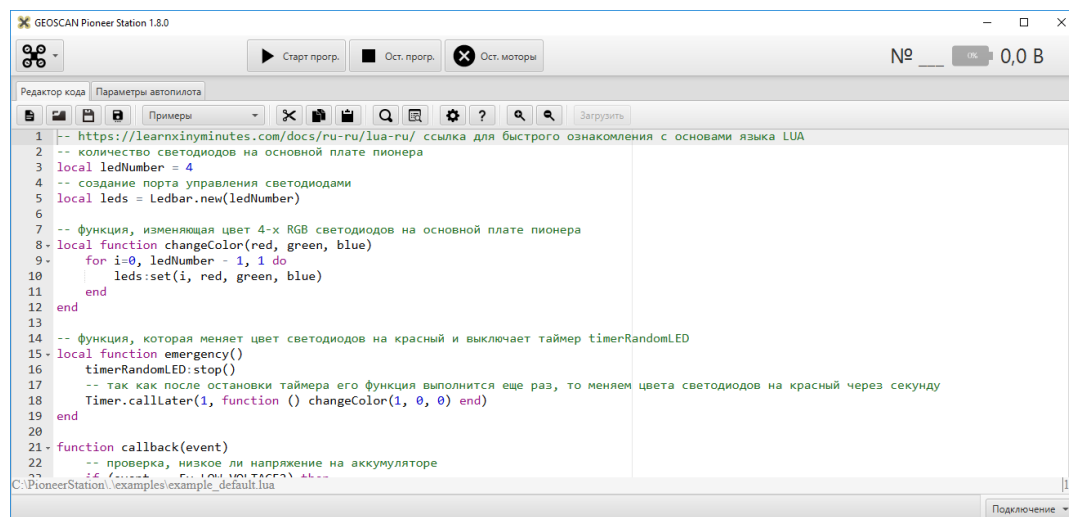 GEOSCAN Pioneer Station 1.8.0
Старт прогр. Ост. прогр. Ост. моторы № ___ 0% 0,0 В
Редактор кода Параметры автопилота
Примеры Загрузить
1 -- https://learnxinyminutes.com/docs/ru-ru/lua-ru/ ссылка для быстрого ознакомления с основами языка LUA
2 -- количество светодиодов на основной плате пионера
3 local ledNumber = 4
4 -- создание порта управления светодиодами
5 local leds = Ledbar.new(ledNumber)
6
7 -- функция, изменяющая цвет 4-х RGB светодиодов на основной плате пионера
8 local function changeColor(red, green, blue)
9 for i=0, ledNumber - 1, 1 do
10 leds:set(i, red, green, blue)
11 end
12 end
13
14 -- функция, которая меняет цвет светодиодов на красный и выключает таймер timerRandomLED
15 local function emergency()
16 timerRandomLED:stop()
17 -- так как после остановки таймера его функция выполнится еще раз, то меняем цвета светодиодов на красный через секунду
18 Timer.callLater(1, function () changeColor(1, 0, 0) end)
19 end
20
21 function callback(event)
22 -- проверка, низкое ли напряжение на аккумуляторе
C:\PioneerStation\.\examples\example_default.lua
Подключение